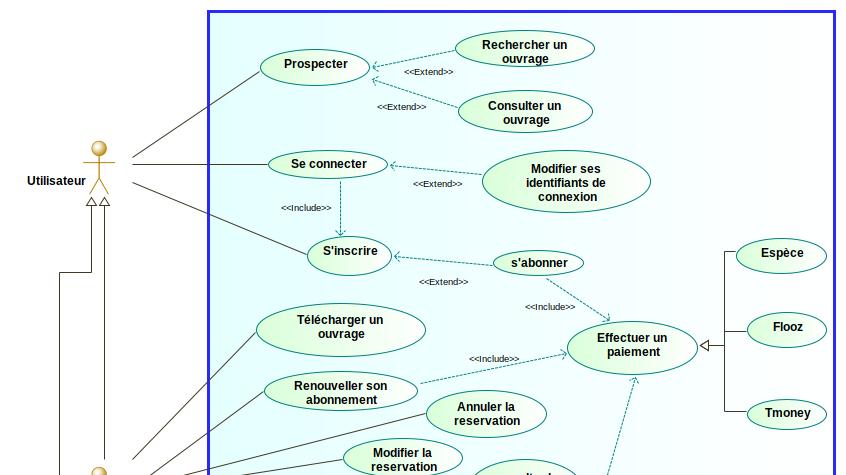 Rechercher un
ouvrage
Prospecter
<<Extend>>
<<Extend>>
Consulter un
ouvrage
Utilisateur
Se connecter
<<Extend>>
Modifier ses
identifiants de
connexion
<<Include>>
S'inscrire
<<Extend>>
s'abonner
<<Include>>
Espèce
Télécharger un
ouvrage
Effectuer un
paiement
Flooz
<<Include>>
Renouveller son
abonnement
Annuler la
reservation
Tmoney
Modifier la
reservation